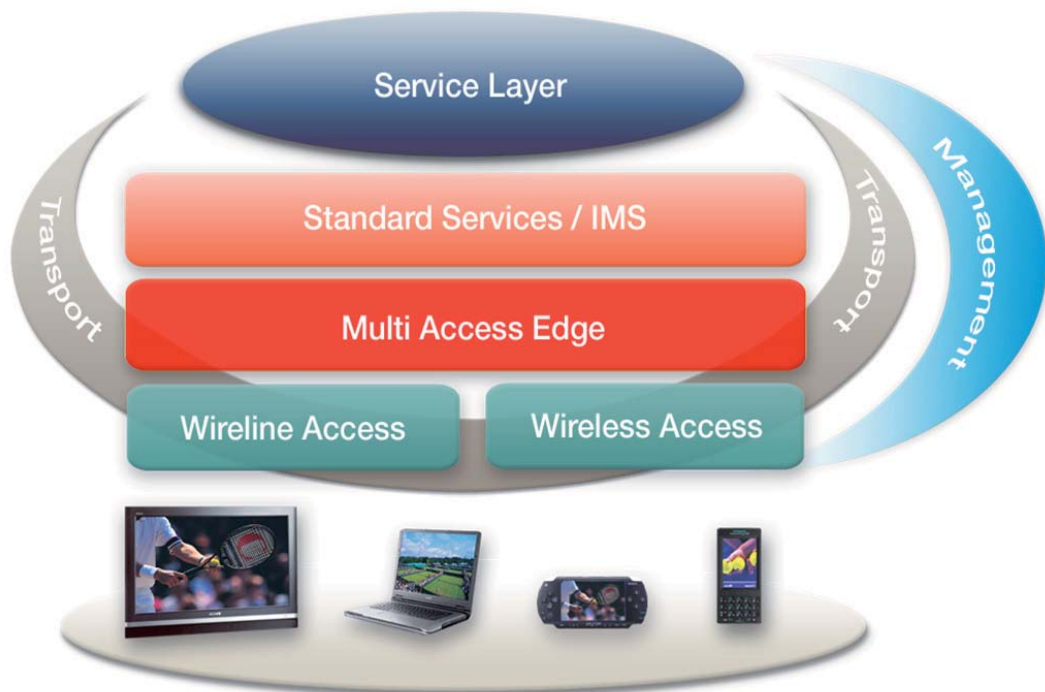 Service Layer
Transport
Standard Services / IMS
Transport
Management
Multi Access Edge
Wireline Access
Wireless Access